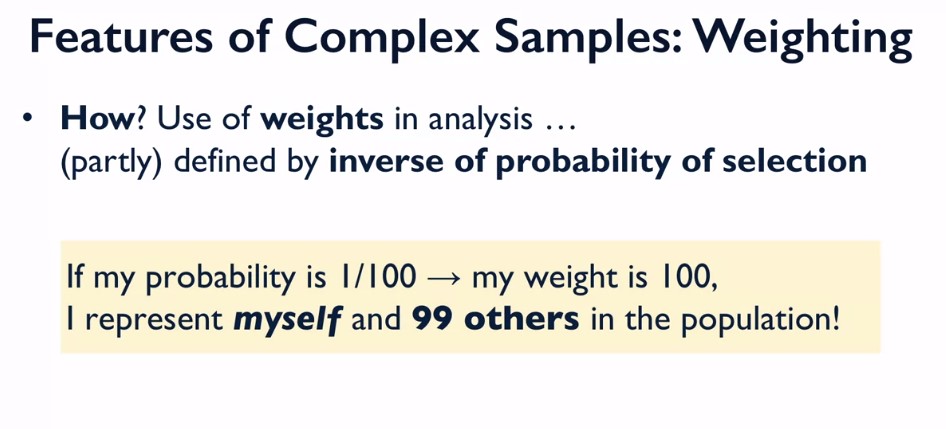 Features of Complex Samples: Weighting
• How? Use of weights in analysis …
(partly) defined by inverse of probability of selection
If my probability is 1/100 → my weight is 100,
I represent myself and 99 others in the population!